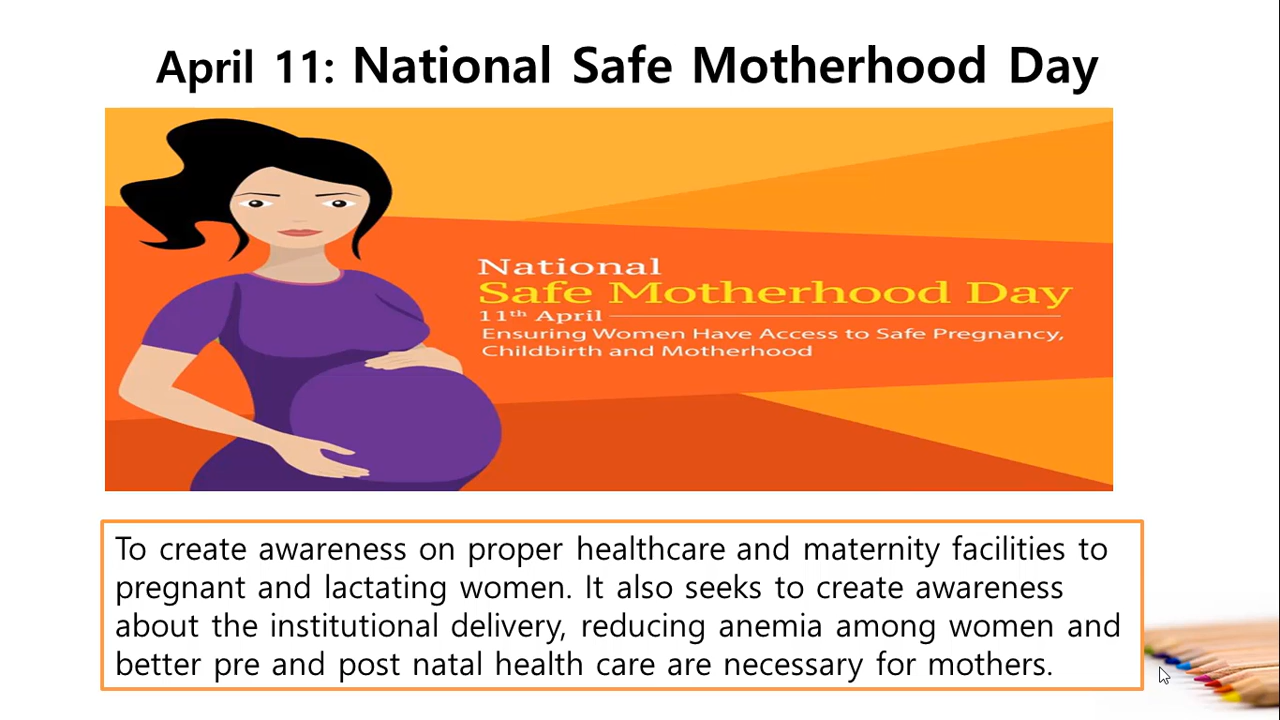 April 11: National Safe Motherhood Day
National
Safe Motherhood Day
11th April
Ensuring Women Have Access to Safe Pregnancy,
Childbirth and Motherhood
To create awareness on proper healthcare and maternity facilities to
pregnant and lactating women. It also seeks to create awareness
about the institutional delivery, reducing anemia among women and
better pre and post natal health care are necessary for mothers.